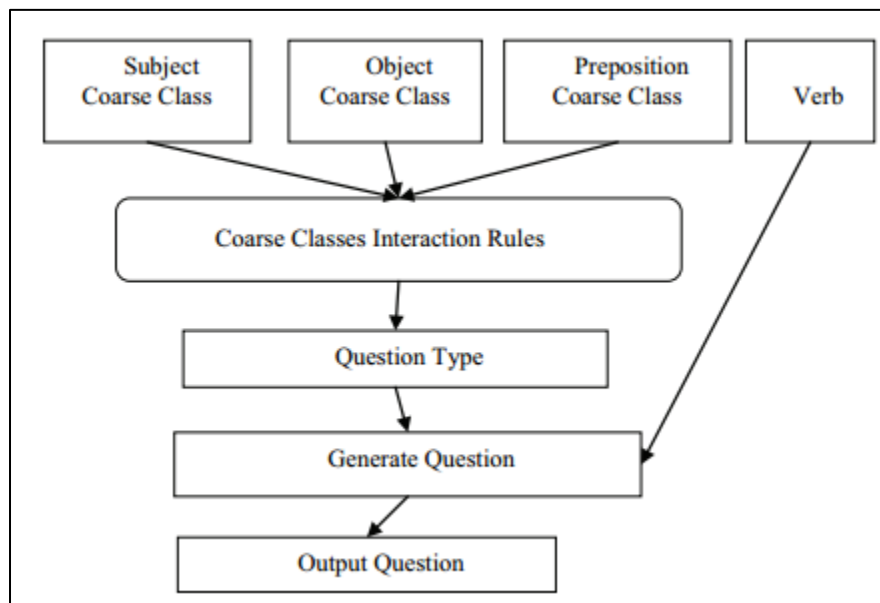 Subject
Coarse Class
Object
Coarse Class
Preposition
Coarse Class
Verb
Coarse Classes Interaction Rules
Question Type
Generate Question
Output Question